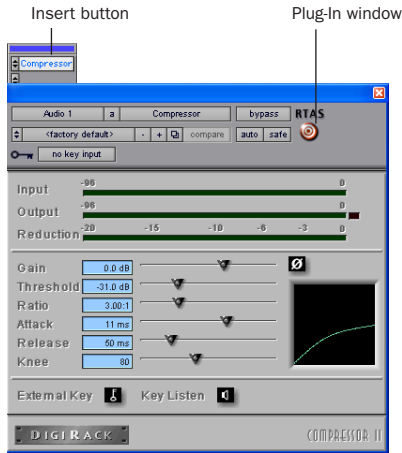 Insert button Plug-In window
Compressor
a
Audio 1 a Compressor bypass RTAS
<factory default> - + compare auto safe
no key input
Input -96 0
Output -96 0
Reduction -20 -15 -10 -6 -3 0
Gain 0.0 dB Ø
Threshold -31.0 dB
Ratio 3.00:1
Attack 11 ms
Release 50 ms
Knee 80
External Key Key Listen
DIGIRACK COMPRESSOR II